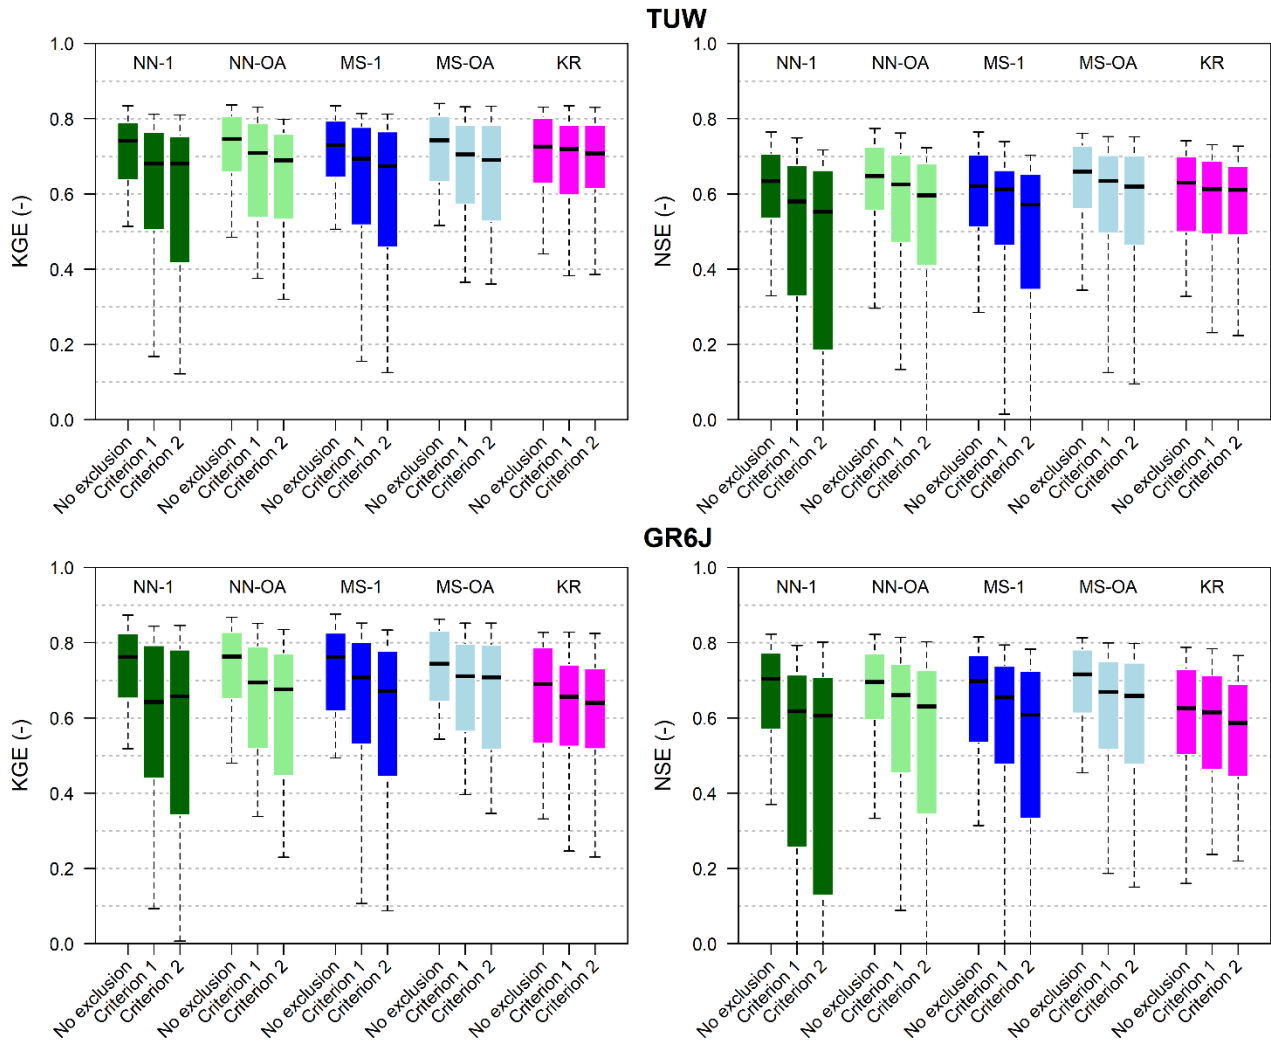 TUW
1.0
0.8
0.6
0.4
0.2
0.0
KGE (-)
NN-1 NN-OA MS-1 MS-OA KR
No exclusion Criterion 1 Criterion 2 No exclusion Criterion 1 Criterion 2 No exclusion Criterion 1 Criterion 2 No exclusion Criterion 1 Criterion 2 No exclusion Criterion 1 Criterion 2
1.0
0.8
0.6
0.4
0.2
0.0
NSE (-)
NN-1 NN-OA MS-1 MS-OA KR
No exclusion Criterion 1 Criterion 2 No exclusion Criterion 1 Criterion 2 No exclusion Criterion 1 Criterion 2 No exclusion Criterion 1 Criterion 2 No exclusion Criterion 1 Criterion 2
GR6J
1.0
0.8
0.6
0.4
0.2
0.0
KGE (-)
NN-1 NN-OA MS-1 MS-OA KR
No exclusion Criterion 1 Criterion 2 No exclusion Criterion 1 Criterion 2 No exclusion Criterion 1 Criterion 2 No exclusion Criterion 1 Criterion 2 No exclusion Criterion 1 Criterion 2
1.0
0.8
0.6
0.4
0.2
0.0
NSE (-)
NN-1 NN-OA MS-1 MS-OA KR
No exclusion Criterion 1 Criterion 2 No exclusion Criterion 1 Criterion 2 No exclusion Criterion 1 Criterion 2 No exclusion Criterion 1 Criterion 2 No exclusion Criterion 1 Criterion 2